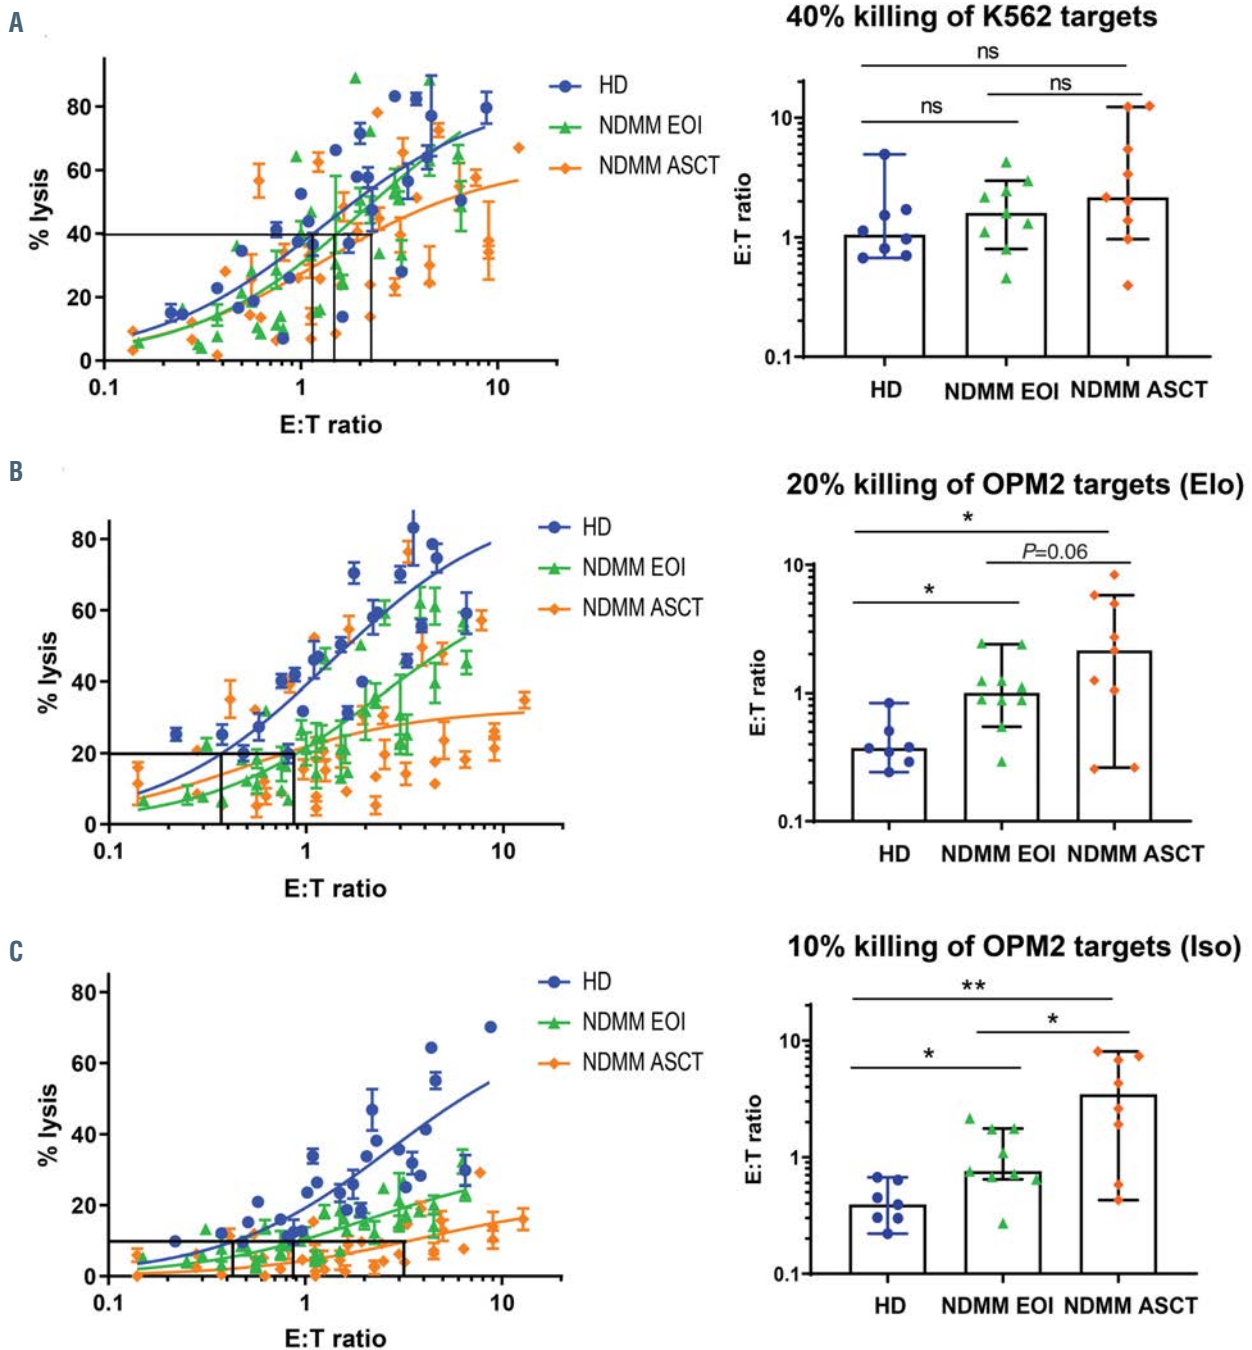 A
40% killing of K562 targets
ns
ns
ns
HD
NDMM EOI
NDMM ASCT
80
60
40
20
0
% lysis
0.1
1
10
E:T ratio
10
1
0.1
E:T ratio
HD
NDMM EOI
NDMM ASCT
B
20% killing of OPM2 targets (Elo)
*
P=0.06
*
HD
NDMM EOI
NDMM ASCT
80
60
40
20
0
% lysis
0.1
1
10
E:T ratio
10
1
0.1
E:T ratio
HD
NDMM EOI
NDMM ASCT
C
10% killing of OPM2 targets (Iso)
**
*
*
HD
NDMM EOI
NDMM ASCT
80
60
40
20
0
% lysis
0.1
1
10
E:T ratio
10
1
0.1
E:T ratio
HD
NDMM EOI
NDMM ASCT